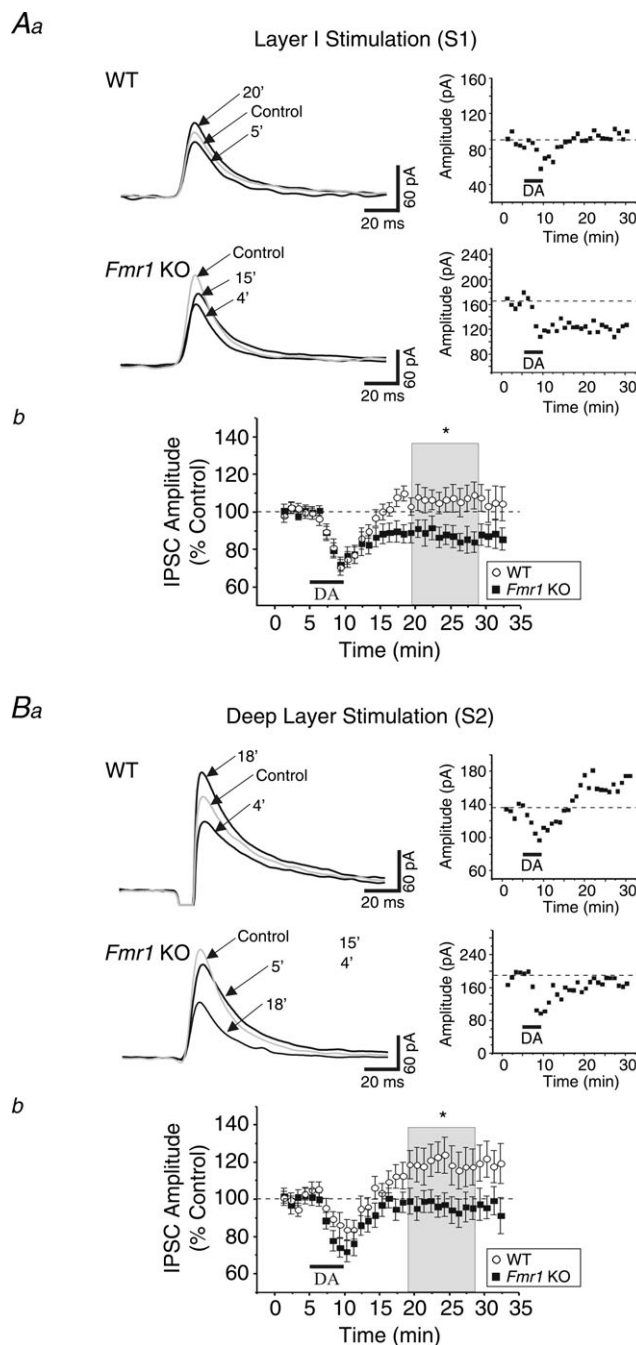 Aa
Layer I Stimulation (S1)
WT
20'
Control
5'
60 pA
20 ms
Amplitude (pA)
160
120
80
40
DA
0 10 20 30
Time (min)
Fmr1 KO
Control
15'
4'
60 pA
20 ms
Amplitude (pA)
240
200
160
120
80
DA
0 10 20 30
Time (min)
b
IPSC Amplitude
(% Control)
140
120
100
80
60
*
DA
WT
Fmr1 KO
0 5 10 15 20 25 30 35
Time (min)
Ba
Deep Layer Stimulation (S2)
WT
18'
Control
4'
60 pA
20 ms
Amplitude (pA)
180
140
100
60
DA
0 10 20 30
Time (min)
Fmr1 KO
Control
5'
18'
15'
4'
60 pA
20 ms
Amplitude (pA)
280
240
160
80
0
DA
0 10 20 30
Time (min)
b
IPSC Amplitude
(% Control)
140
120
100
80
60
*
DA
WT
Fmr1 KO
0 5 10 15 20 25 30 35
Time (min)